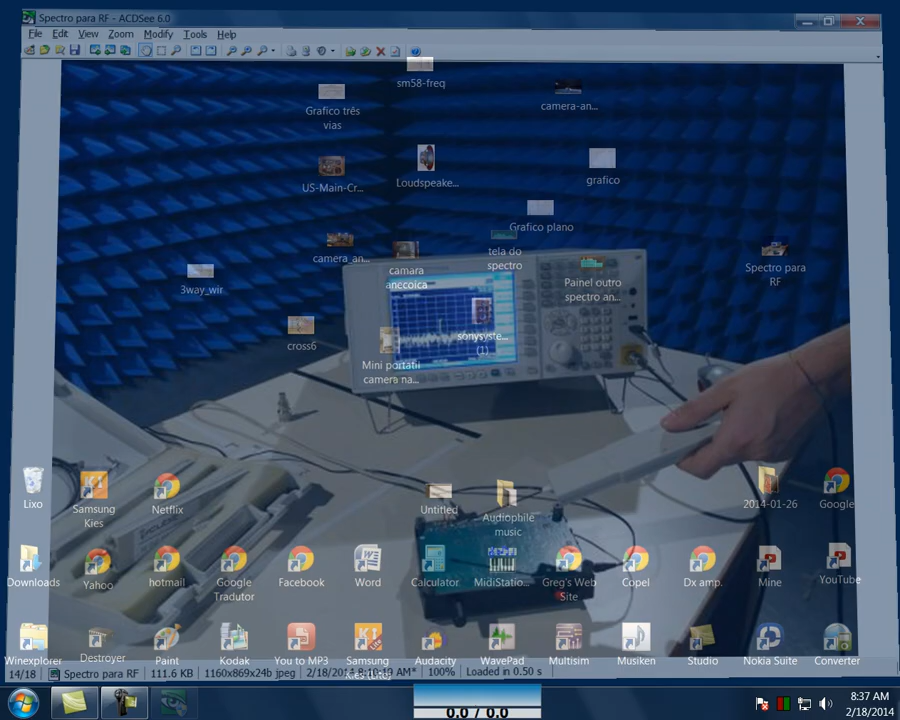 Spectro para RF - ACDSee 6.0
File Edit View Zoom Modify Tools Help
sm58-freq
Grafico três
vias
camera-an...
US-Main-Cr...
Loudspeake...
grafico
Grafico plano
camera_an...
camara
anecoica
tela do
spectro
Painel outro
spectro an...
Spectro para
RF
3way_wir
cross6
Mini portatil
camera na...
sonysyste...
(1)
Lixo
Samsung
Kies
Netflix
Untitled
Audiophile
music
2014-01-26
Google
Downloads
Yahoo
hotmail
Google
Tradutor
Facebook
Word
Calculator
MidiStatio...
Greg's Web
Site
Copel
Dx amp.
Mine
YouTube
Winexplorer
Destroyer
Paint
Kodak
You to MP3
Samsung
Audacity
WavePad
Multisim
Musiken
Studio
Nokia Suite
Converter
14/18 Spectro para RF 111.6 KB 1160x869x24b jpeg 100% Loaded in 0.50 s
0.0 / 0.0
8:37 AM
2/18/2014